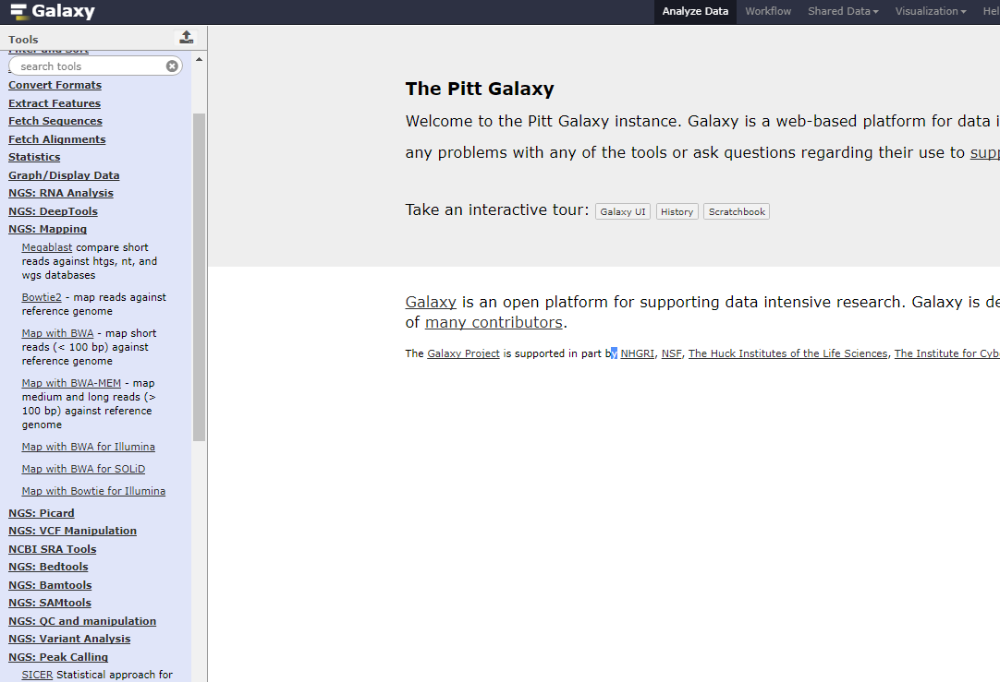 Galaxy
Analyze Data Workflow Shared Data Visualization Hel
Tools
Filter and Sort
search tools
Convert Formats
Extract Features
Fetch Sequences
Fetch Alignments
Statistics
Graph/Display Data
NGS: RNA Analysis
NGS: DeepTools
NGS: Mapping
Megablast compare short
reads against htgs, nt, and
wgs databases
Bowtie2 - map reads against
reference genome
Map with BWA - map short
reads (< 100 bp) against
reference genome
Map with BWA-MEM - map
medium and long reads (>
100 bp) against reference
genome
Map with BWA for Illumina
Map with BWA for SOLiD
Map with Bowtie for Illumina
NGS: Picard
NGS: VCF Manipulation
NCBI SRA Tools
NGS: Bedtools
NGS: Bamtools
NGS: SAMtools
NGS: QC and manipulation
NGS: Variant Analysis
NGS: Peak Calling
SICER Statistical approach for
The Pitt Galaxy
Welcome to the Pitt Galaxy instance. Galaxy is a web-based platform for data i
any problems with any of the tools or ask questions regarding their use to supp
Take an interactive tour: Galaxy UI History Scratchbook
Galaxy is an open platform for supporting data intensive research. Galaxy is de
of many contributors.
The Galaxy Project is supported in part by NHGRI, NSF, The Huck Institutes of the Life Sciences, The Institute for Cyb